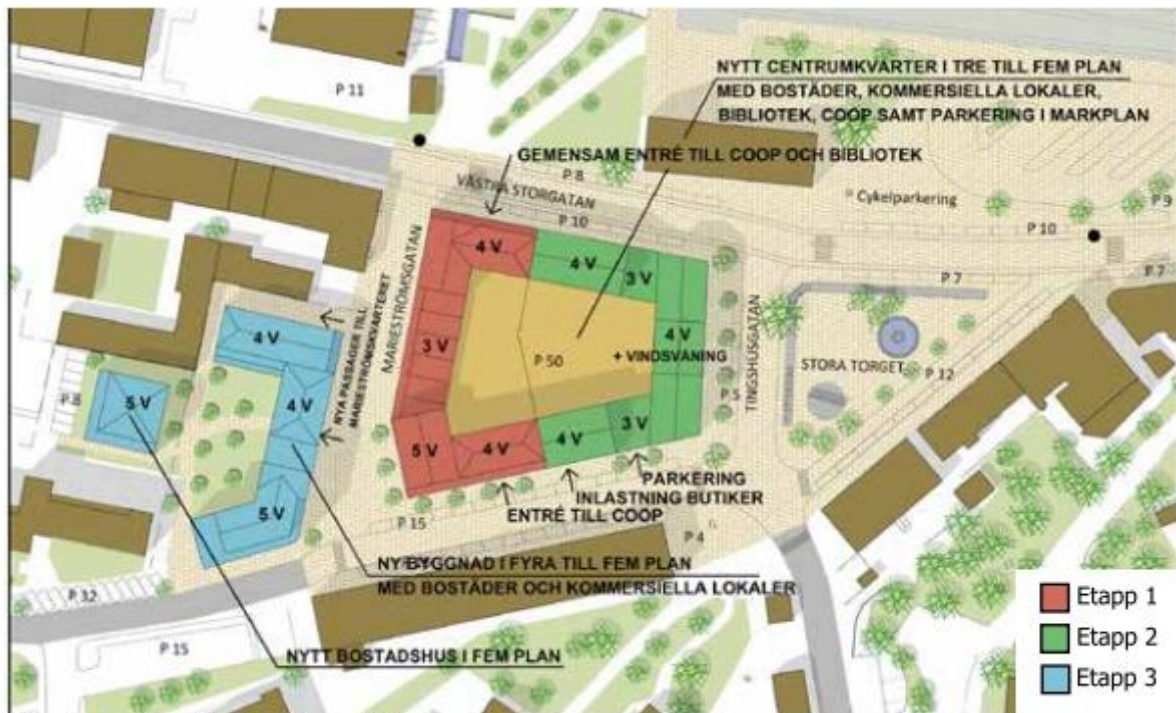 NYTT CENTRUMKVARTER I TRE TILL FEM PLAN
MED BOSTÄDER, KOMMERSIELLA LOKALER,
BIBLIOTEK, COOP SAMT PARKERING I MARKPLAN
P 11
GEMENSAM ENTRÉ TILL COOP OCH BIBLIOTEK
P 8
VÄSTRA STORGATAN
P 10
Cykelparkering
P 9
P 10
P 7
P 7
MARIESTRÖMSGATAN
NYA PASSAGER TILL
MARIESTRÖMSKVARTERET
4 V
4 V
3 V
4 V
3 V
4 V
P 50
+ VINDSVÅNING
TINGSHUSGATAN
STORA TORGET
P 12
P 5
P 8
5 V
4 V
4 V
5 V
4 V
4 V
3 V
5 V
PARKERING
INLASTNING BUTIKER
ENTRÉ TILL COOP
P 15
P 4
NY BYGGNAD I FYRA TILL FEM PLAN
MED BOSTÄDER OCH KOMMERSIELLA LOKALER
P 12
P 15
NYTT BOSTADSHUS I FEM PLAN
Etapp 1
Etapp 2
Etapp 3